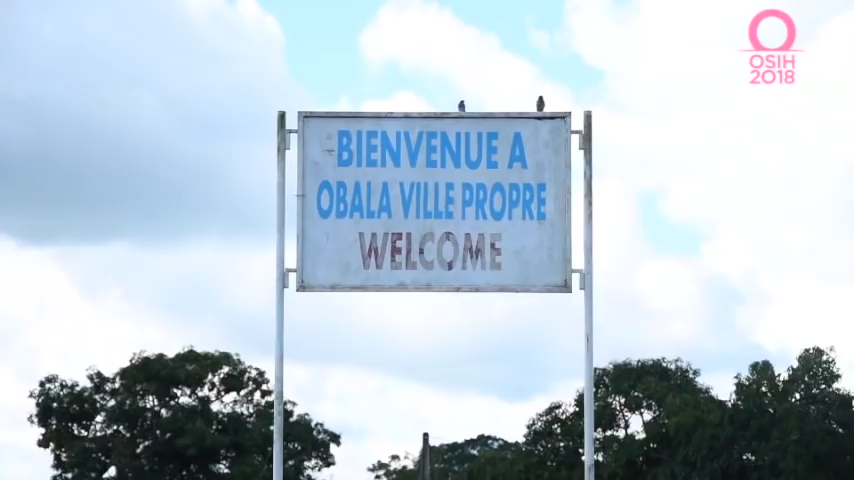 OSIH
2018
BIENVENUE A
OBALA VILLE PROPRE
WELCOME